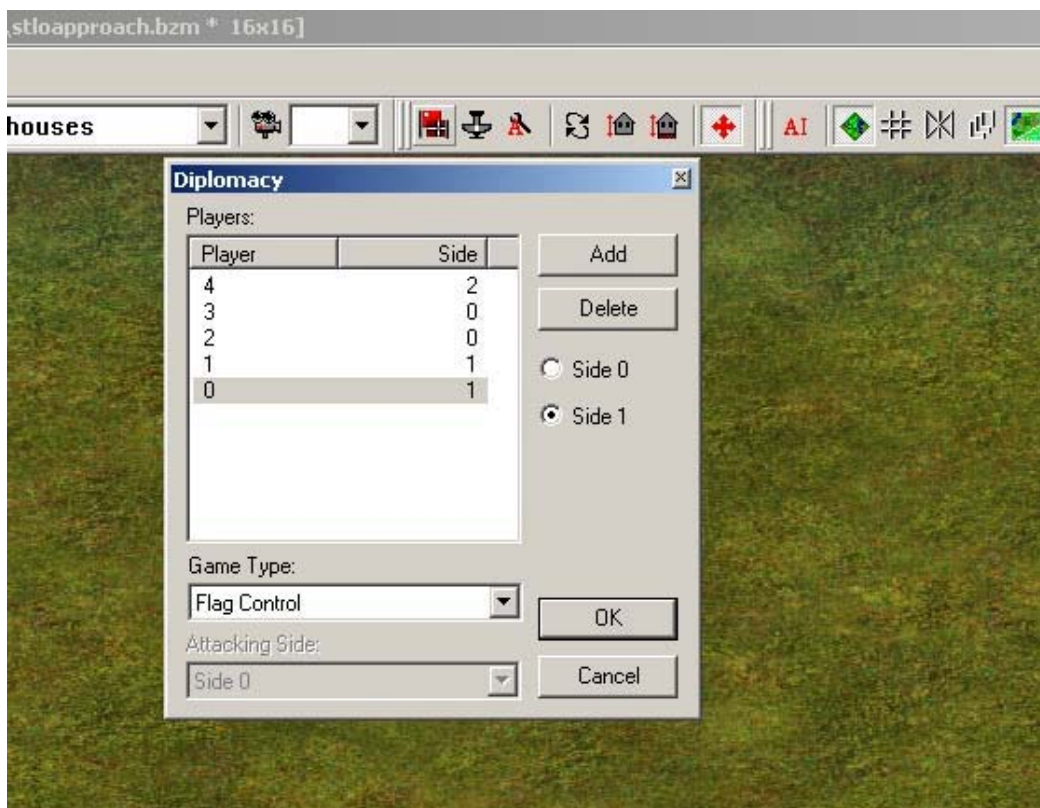 \stloapproach.bzm * 16x16]
houses
AI
Diplomacy
Players:
Player Side
4 2
3 0
2 0
1 1
0 1
Add
Delete
Side 0
Side 1
Game Type:
Flag Control
Attacking Side:
Side 0
OK
Cancel